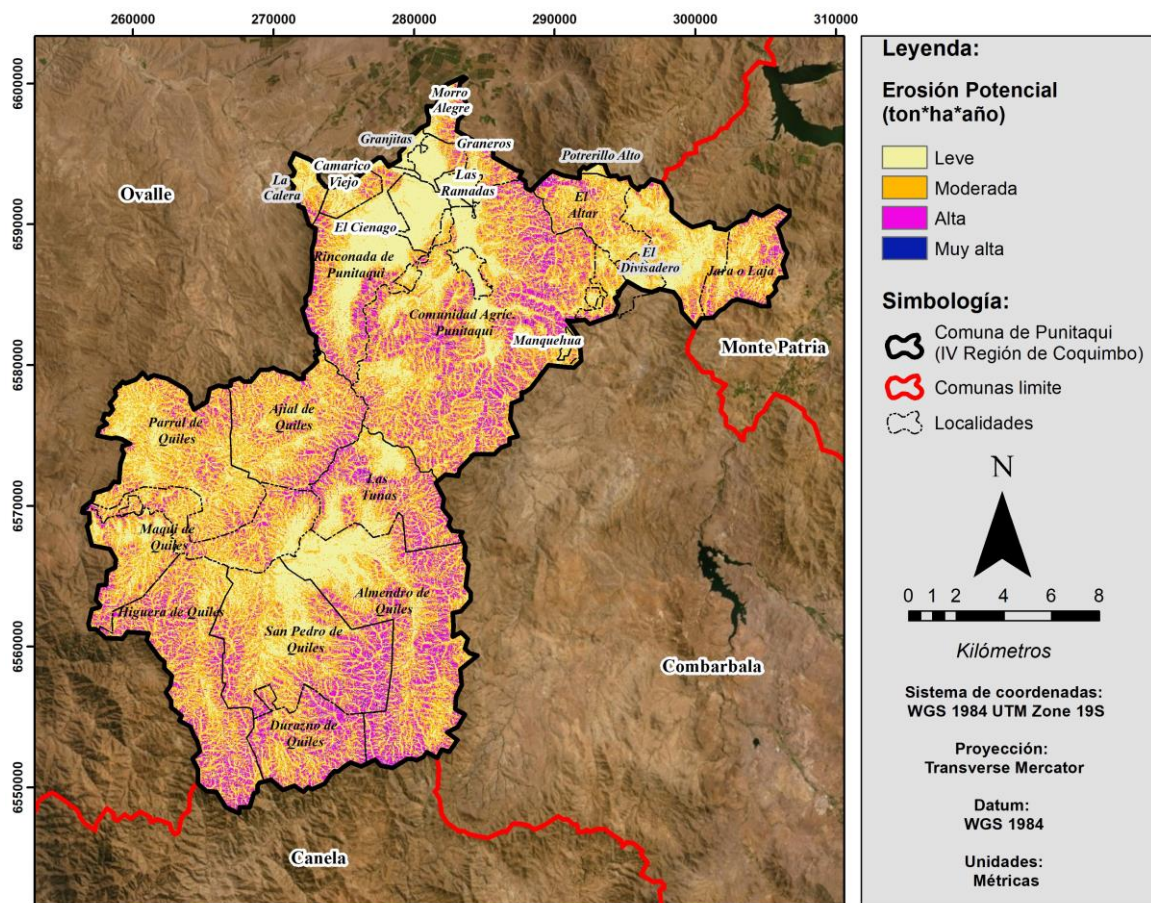 260000
270000
280000
290000
300000
310000
6600000
6590000
6580000
6570000
6560000
6550000
Morro
Alegre
Granjitas
Graneros
Camarico
Viejo
La
Calera
Las
Ramadas
Potrerillo Alto
Ovalle
El
Altar
El Cienago
Rinconada de
Punitaqui
El
Divisadero
Jara o Laja
Comunidad Agric.
Punitaqui
Manquehua
Monte Patria
Parral de
Quiles
Ajial de
Quiles
Las
Tunas
Maqui de
Quiles
Higuera de Quiles
Almendro de
Quiles
San Pedro de
Quiles
Combarbala
Durazno de
Quiles
Canela
Leyenda:
Erosión Potencial
(ton*ha*año)
Leve
Moderada
Alta
Muy alta
Simbología:
Comuna de Punitaqui
(IV Región de Coquimbo)
Comunas limite
Localidades
N
0 1 2 4 6 8
Kilómetros
Sistema de coordenadas:
WGS 1984 UTM Zone 19S
Proyección:
Transverse Mercator
Datum:
WGS 1984
Unidades:
Métricas